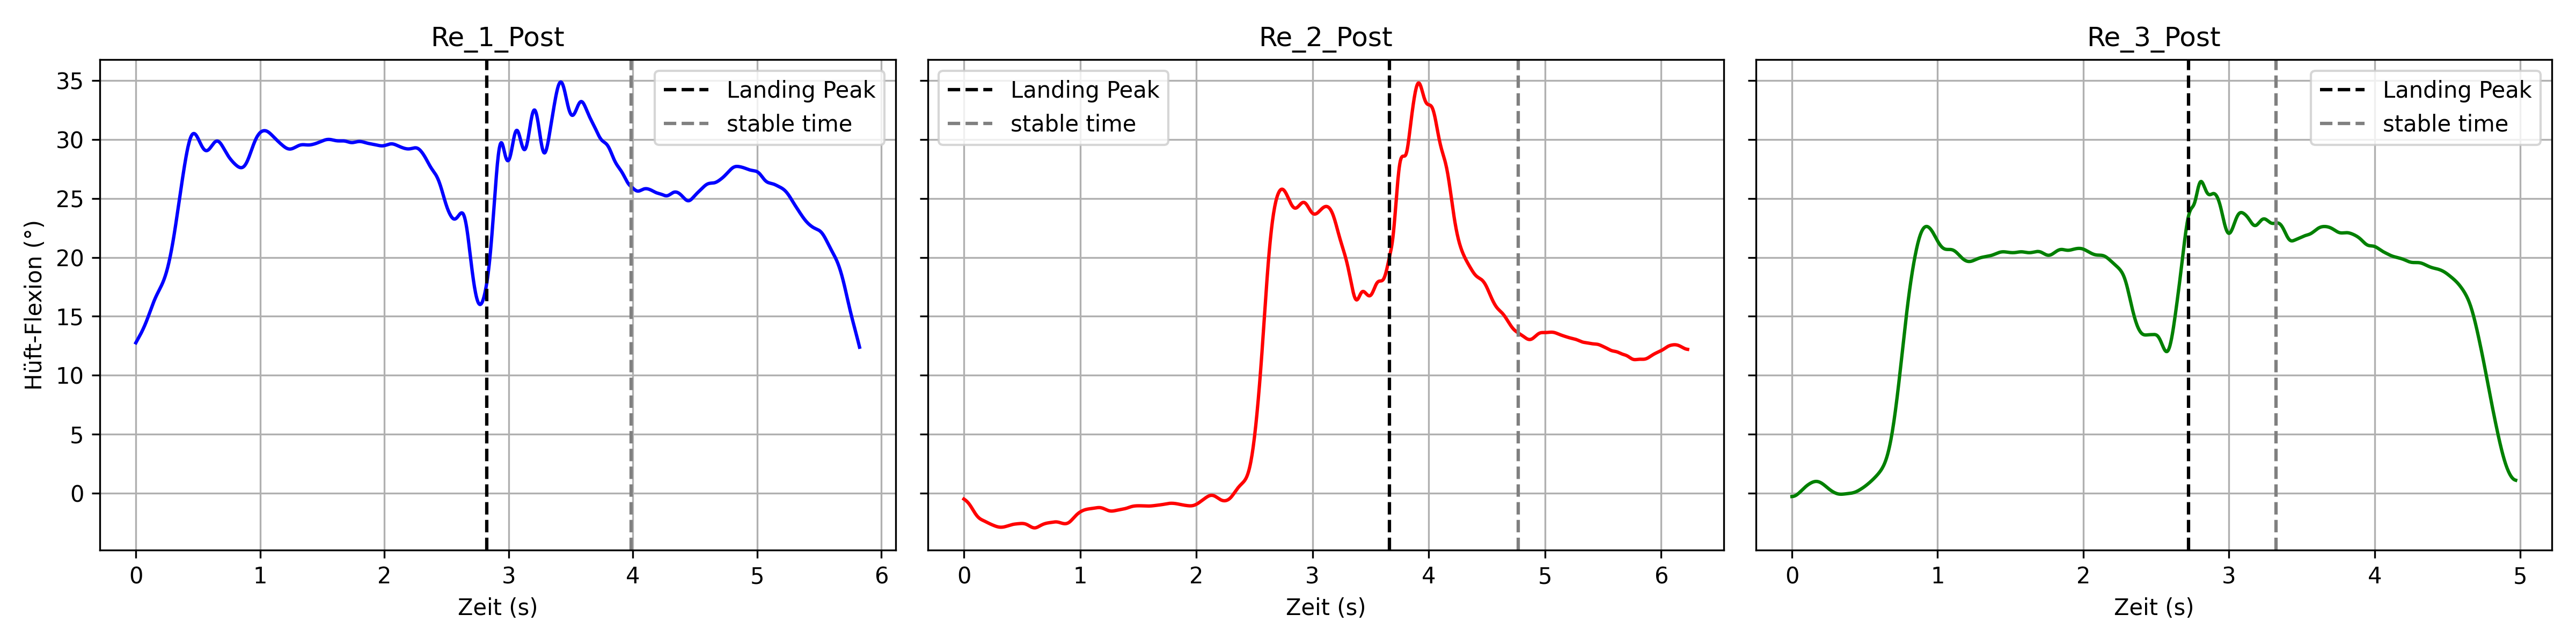 Re_1_Post
Re_2_Post
Re_3_Post
Hüft-Flexion (°)
35
30
25
20
15
10
5
0
Landing Peak
stable time
Landing Peak
stable time
Landing Peak
stable time
0 1 2 3 4 5 6
0 1 2 3 4 5 6
0 1 2 3 4 5
Zeit (s)
Zeit (s)
Zeit (s)